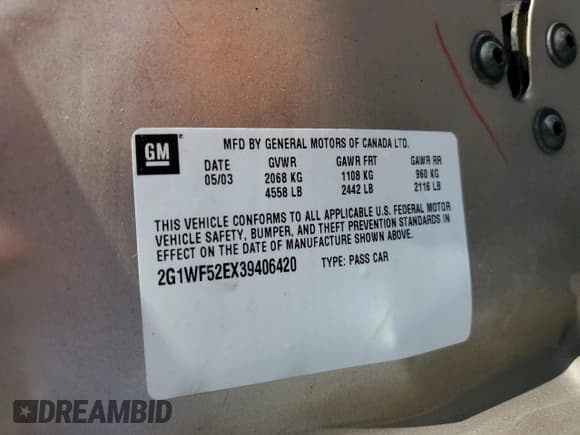 GM
MFD BY GENERAL MOTORS OF CANADA LTD.
DATE GVWR GAWR FRT GAWR RR
05/03 2068 KG 1108 KG 960 KG
4558 LB 2442 LB 2116 LB
THIS VEHICLE CONFORMS TO ALL APPLICABLE U.S. FEDERAL MOTOR
VEHICLE SAFETY, BUMPER, AND THEFT PREVENTION STANDARDS IN
EFFECT ON THE DATE OF MANUFACTURE SHOWN ABOVE.
2G1WF52EX39406420 TYPE: PASS CAR
DREAMBID